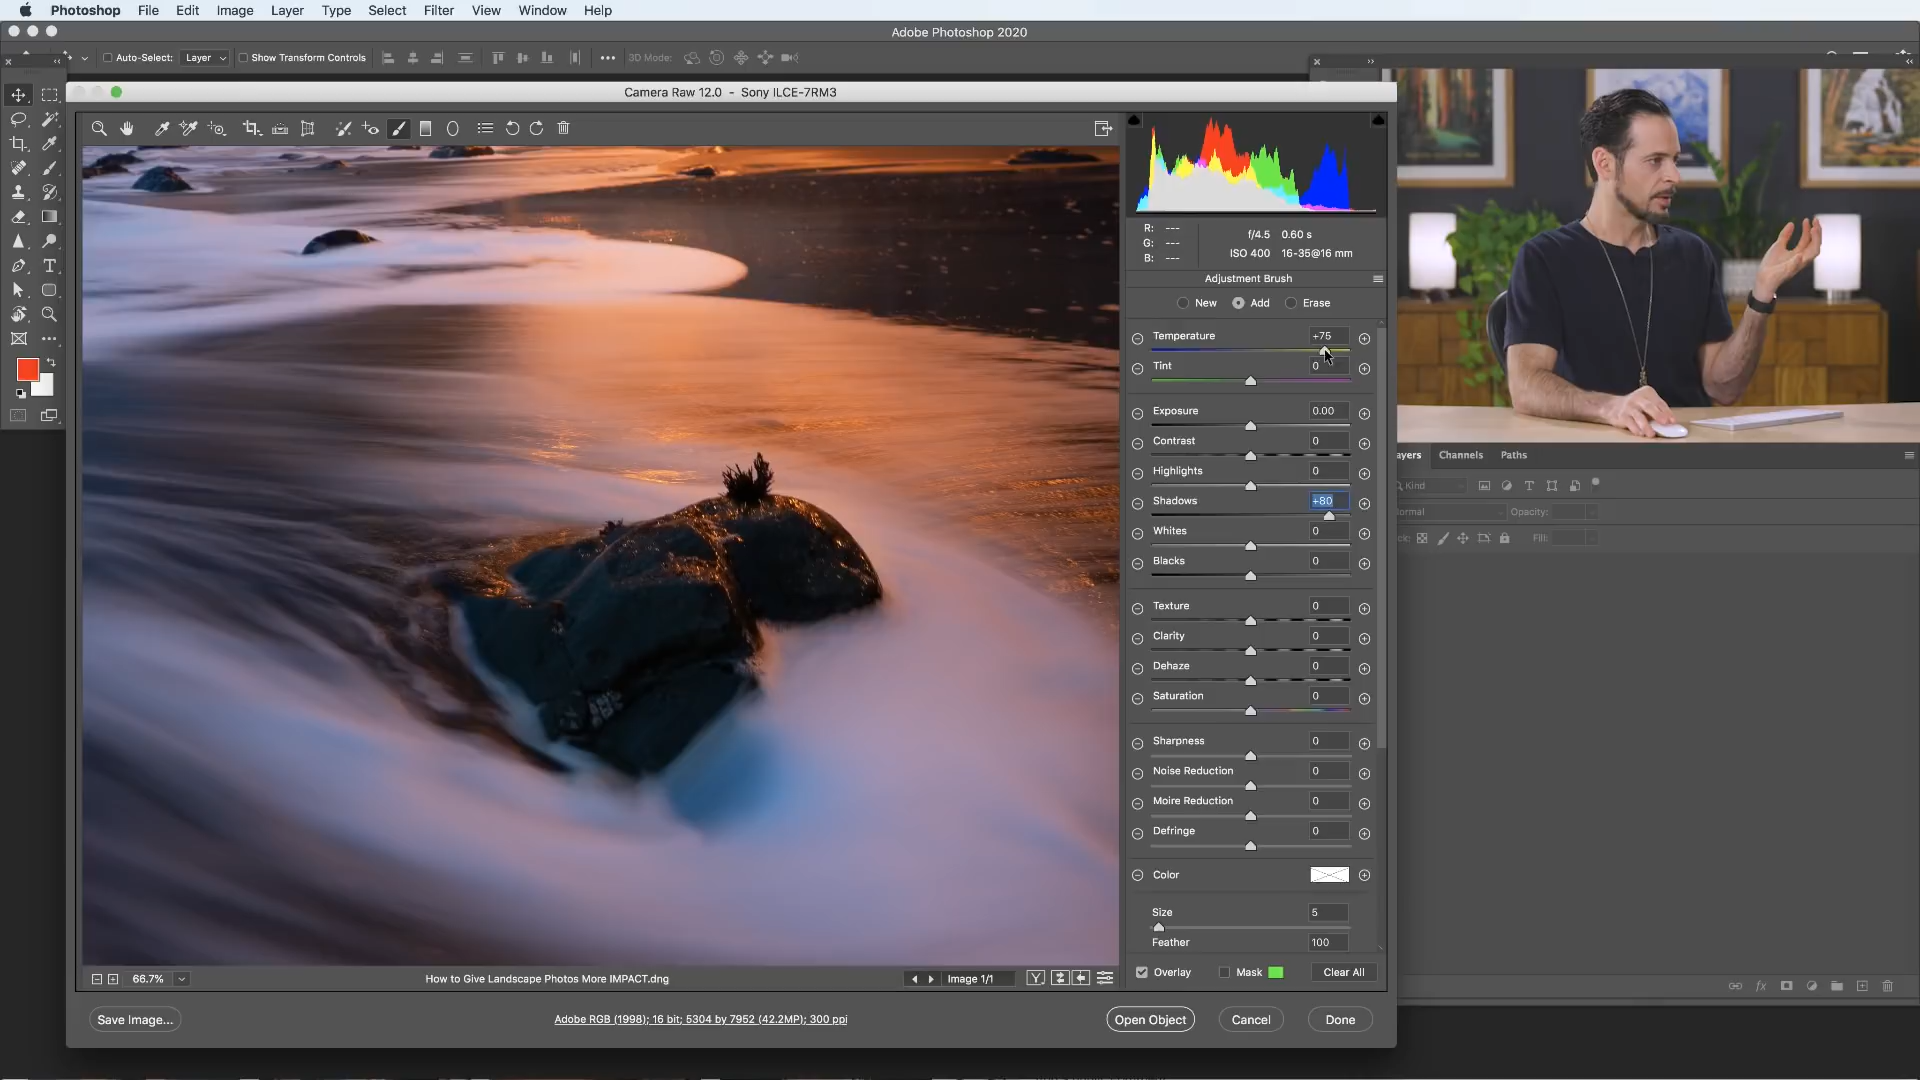 Photoshop File Edit Image Layer Type Select Filter View Window Help
Adobe Photoshop 2020
Auto-Select: Layer Show Transform Controls 3D Mode:
Camera Raw 12.0 - Sony ILCE-7RM3
R: ---
G: ---
B: ---
f/4.5 0.60 s
ISO 400 16-35@16 mm
Adjustment Brush
New Add Erase
Temperature +75
Tint 0
Exposure 0.00
Contrast 0
Highlights 0
Shadows +80
Whites 0
Blacks 0
Texture 0
Clarity 0
Dehaze 0
Saturation 0
Sharpness 0
Noise Reduction 0
Moire Reduction 0
Defringe 0
Color
Size 5
Feather 100
Overlay Mask Clear All
66.7% How to Give Landscape Photos More IMPACT.dng Image 1/1 Y
Save Image... Adobe RGB (1998); 16 bit; 5304 by 7952 (42.2MP); 300 ppi Open Object Cancel Done
ayers Channels Paths
Kind
ormal Opacity:
ck: Fill:
fx